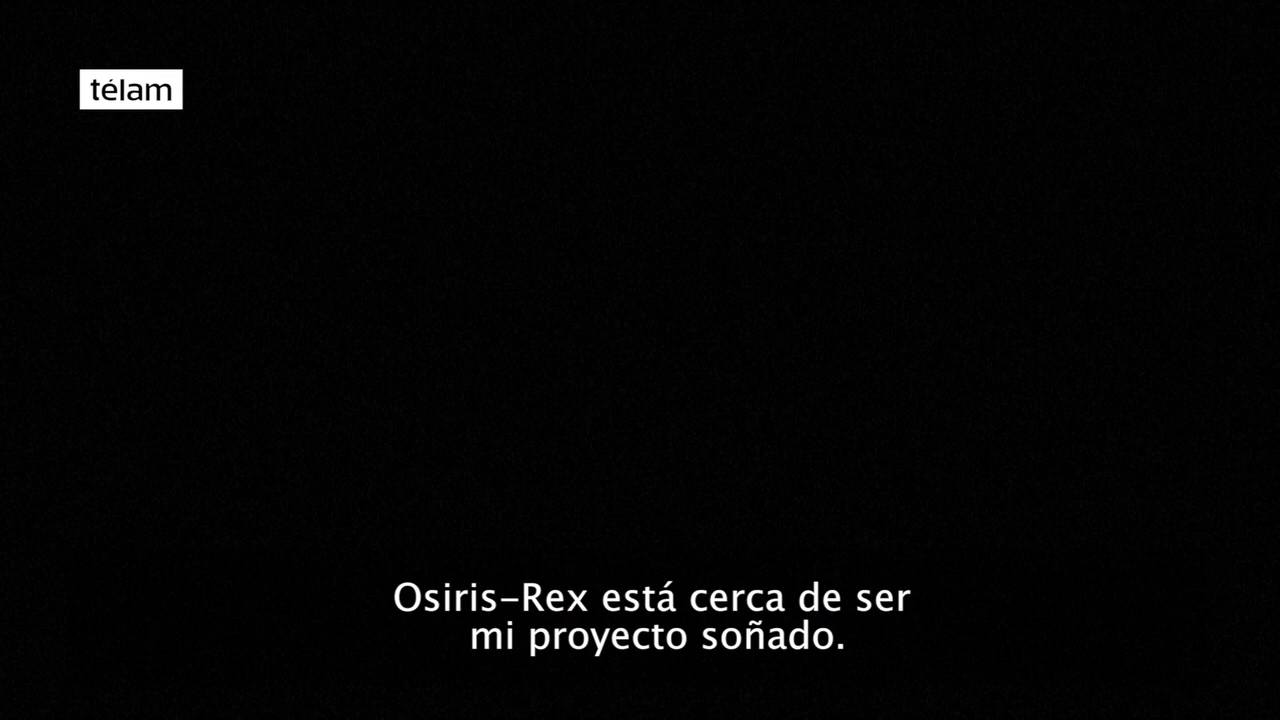 télam
Osiris-Rex está cerca de ser
mi proyecto soñado.